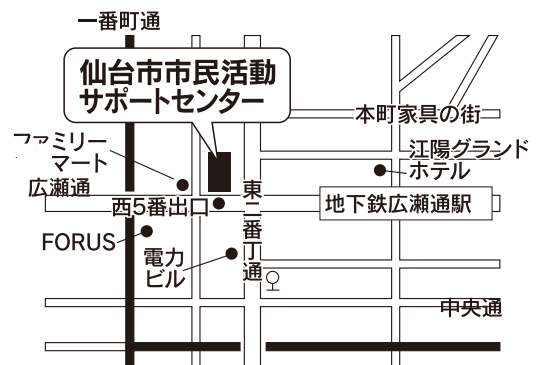 一番町通
仙台市市民活動
サポートセンター
本町家具の街
ファミリー
マート
江陽グランド
ホテル
広瀬通
西5番出口
東二番丁通
地下鉄広瀬通駅
FORUS
電力
ビル
中央通